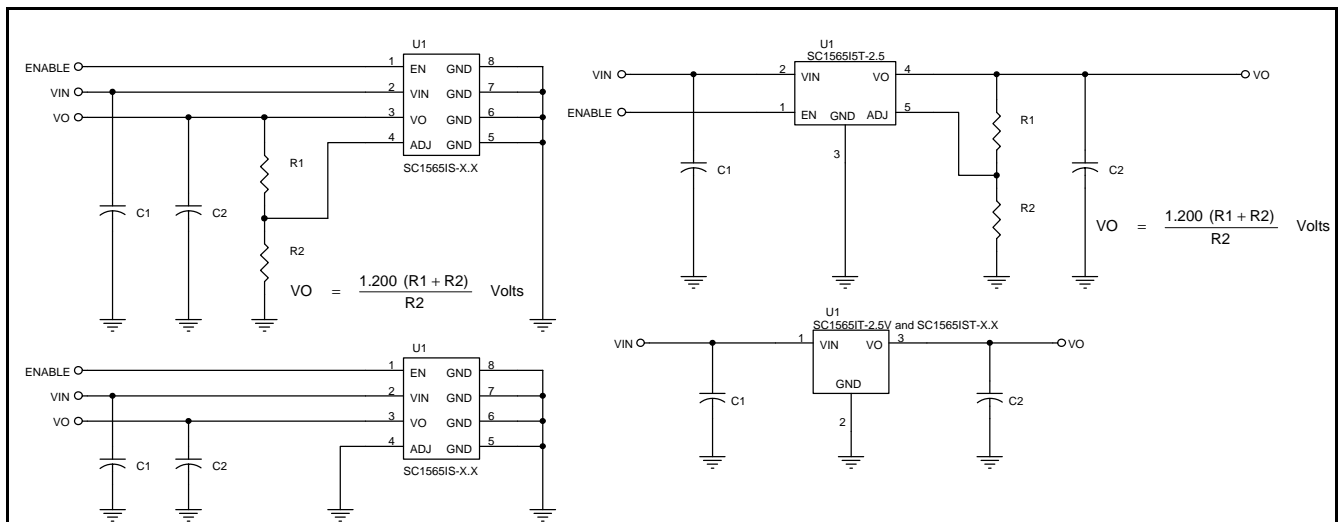 U1
ENABLE
1 EN GND 8
VIN
2 VIN GND 7
VO
3 VO GND 6
4 ADJ GND 5
SC1565IS-X.X
R1
C1
C2
R2
VO = 1.200 (R1 + R2)
R2
Volts
U1
SC1565I5T-2.5
VIN
2 VIN VO 4
VO
ENABLE
1 EN GND ADJ 5
3
R1
C1
C2
R2
VO = 1.200 (R1 + R2)
R2
Volts
U1
ENABLE
1 EN GND 8
VIN
2 VIN GND 7
VO
3 VO GND 6
4 ADJ GND 5
SC1565IS-X.X
C1
C2
U1
SC1565IT-2.5V and SC1565IST-X.X
VIN
1 VIN VO 3
VO
GND
2
C1
C2